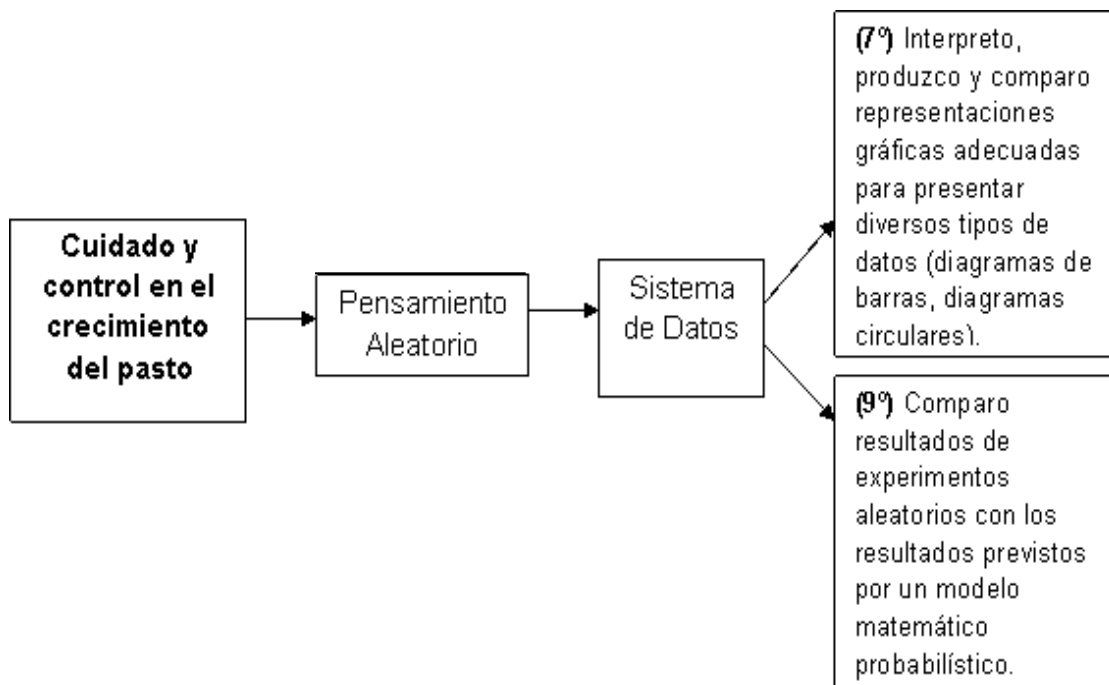 Cuidado y
control en el
crecimiento
del pasto
Pensamiento
Aleatorio
Sistema
de Datos
(7º) Interpreto,
produzco y comparo
representaciones
gráficas adecuadas
para presentar
diversos tipos de
datos (diagramas de
barras, diagramas
circulares).
(9º) Comparo
resultados de
experimentos
aleatorios con los
resultados previstos
por un modelo
matemático
probabilístico.